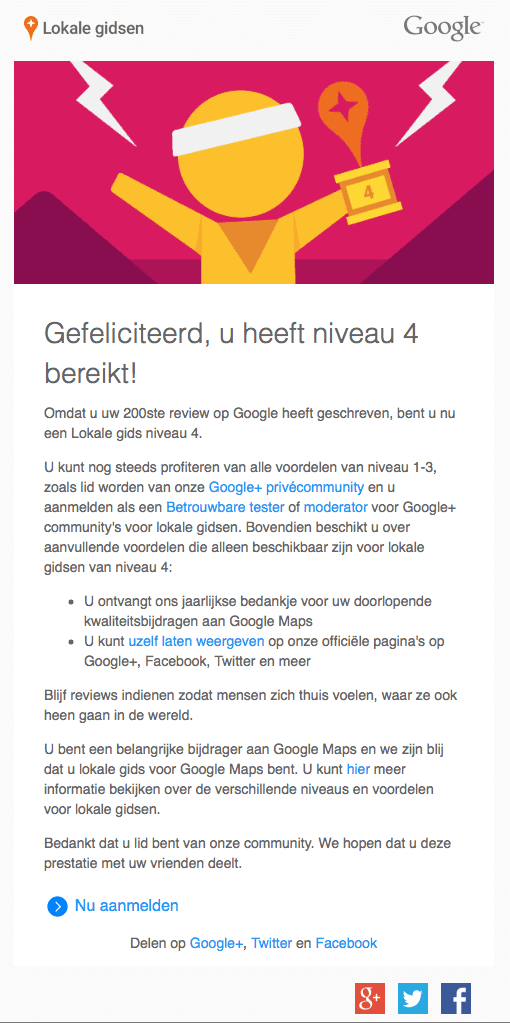 Lokale gidsen
Google
4
Gefeliciteerd, u heeft niveau 4
bereikt!
Omdat u uw 200ste review op Google heeft geschreven, bent u nu
een Lokale gids niveau 4.
U kunt nog steeds profiteren van alle voordelen van niveau 1-3,
zoals lid worden van onze Google+ privécommunity en u
aanmelden als een Betrouwbare tester of moderator voor Google+
community's voor lokale gidsen. Bovendien beschikt u over
aanvullende voordelen die alleen beschikbaar zijn voor lokale
gidsen van niveau 4:
• U ontvangt ons jaarlijkse bedankje voor uw doorlopende
kwaliteitsbijdragen aan Google Maps
• U kunt uzelf laten weergeven op onze officiële pagina's op
Google+, Facebook, Twitter en meer
Blijf reviews indienen zodat mensen zich thuis voelen, waar ze ook
heen gaan in de wereld.
U bent een belangrijke bijdrager aan Google Maps en we zijn blij
dat u lokale gids voor Google Maps bent. U kunt hier meer
informatie bekijken over de verschillende niveaus en voordelen
voor lokale gidsen.
Bedankt dat u lid bent van onze community. We hopen dat u deze
prestatie met uw vrienden deelt.
Nu aanmelden
Delen op Google+, Twitter en Facebook
g+ f